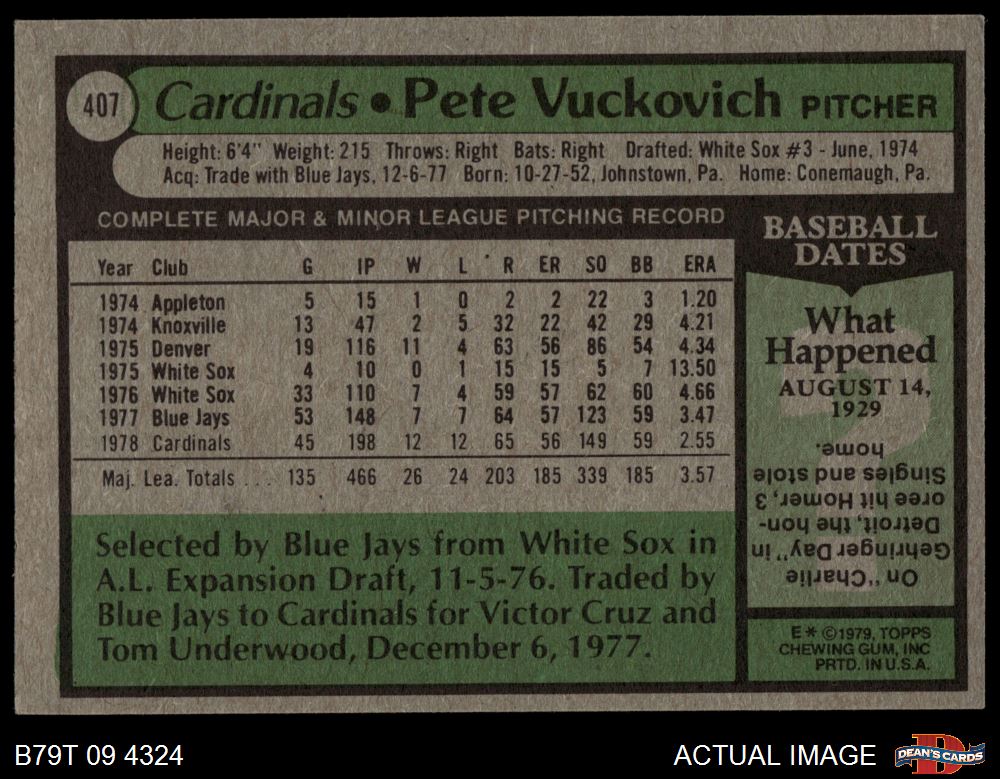 407 Cardinals • Pete Vuckovich PITCHER
Height: 6'4" Weight: 215 Throws: Right Bats: Right Drafted: White Sox #3 - June, 1974
Acq: Trade with Blue Jays, 12-6-77 Born: 10-27-52, Johnstown, Pa. Home: Conemaugh, Pa.
COMPLETE MAJOR & MINOR LEAGUE PITCHING RECORD
Year Club G IP W L R ER SO BB ERA
1974 Appleton 5 15 1 0 2 2 22 3 1.20
1974 Knoxville 13 47 2 5 32 22 42 29 4.21
1975 Denver 19 116 11 4 63 56 86 54 4.34
1975 White Sox 4 10 0 1 15 15 5 7 13.50
1976 White Sox 33 110 7 4 59 57 62 60 4.66
1977 Blue Jays 53 148 7 7 64 57 123 59 3.47
1978 Cardinals 45 198 12 12 65 56 149 59 2.55
Maj. Lea. Totals ... 135 466 26 24 203 185 339 185 3.57
Selected by Blue Jays from White Sox in
A.L. Expansion Draft, 11-5-76. Traded by
Blue Jays to Cardinals for Victor Cruz and
Tom Underwood, December 6, 1977.
BASEBALL
DATES
What
Happened
AUGUST 14,
1929
?
On "Charlie
Gehringer Day" in
Detroit, the hon-
oree hit Homer, 3
Singles and stole
home.
E * ©1979, TOPPS
CHEWING GUM, INC
PRTD. IN U.S.A.
B79T 09 4324
ACTUAL IMAGE
DEAN'S CARDS